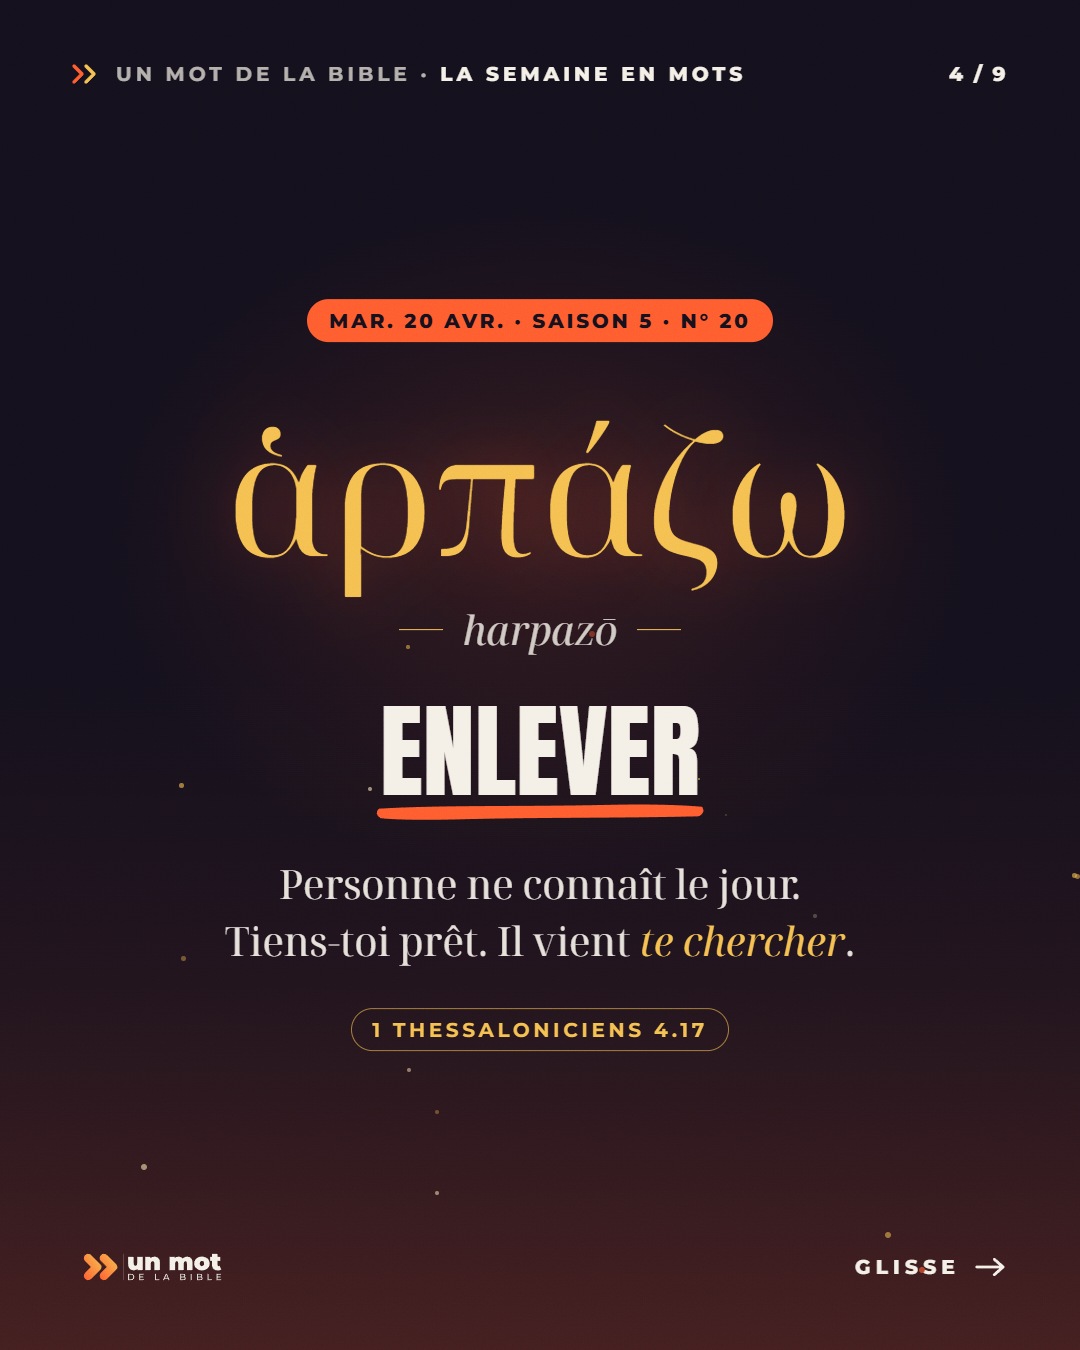 UN MOT DE LA BIBLE · LA SEMAINE EN MOTS
4 / 9
MAR. 20 AVR. · SAISON 5 · N° 20
ἀρπάζω
harpazō
ENLEVER
Personne ne connaît le jour.
Tiens-toi prêt. Il vient te chercher.
1 THESSALONICIENS 4.17
un mot
DE LA BIBLE
GLISSE →